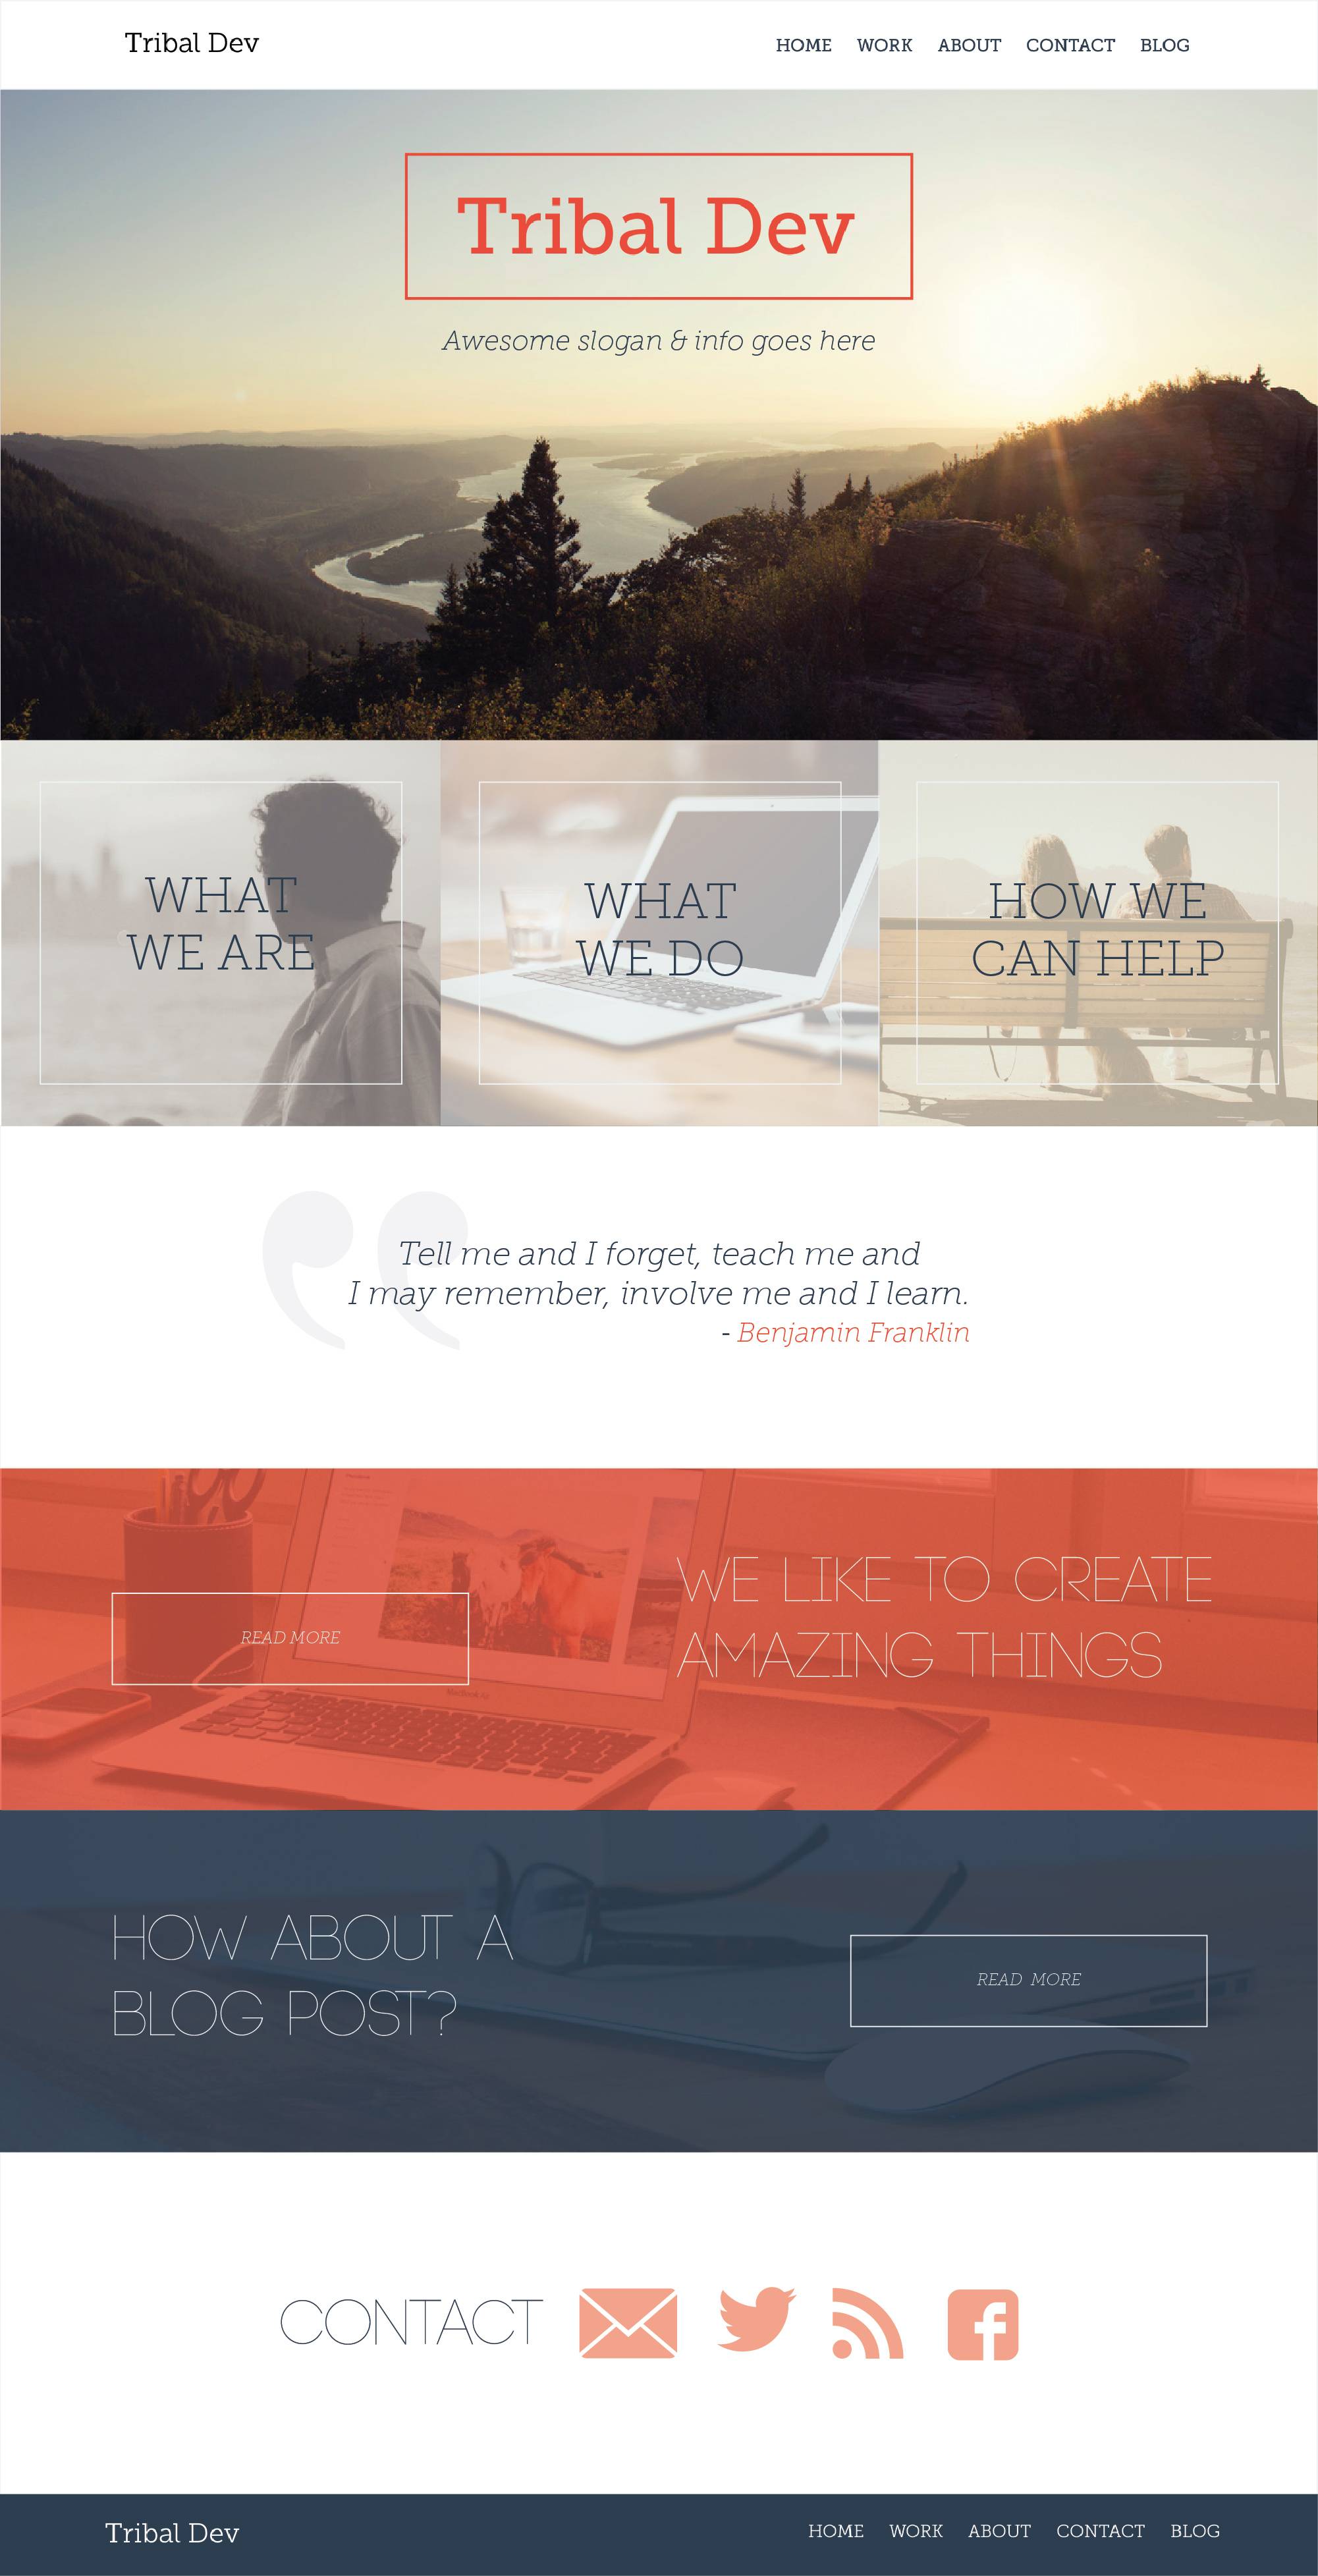 Tribal Dev
HOME WORK ABOUT CONTACT BLOG
Tribal Dev
Awesome slogan & info goes here
WHAT
WE ARE
WHAT
WE DO
HOW WE
CAN HELP
Tell me and I forget, teach me and
I may remember, involve me and I learn.
- Benjamin Franklin
READ MORE
WE LIKE TO CREATE
AMAZING THINGS
HOW ABOUT A
BLOG POST?
READ MORE
CONTACT
Tribal Dev
HOME WORK ABOUT CONTACT BLOG